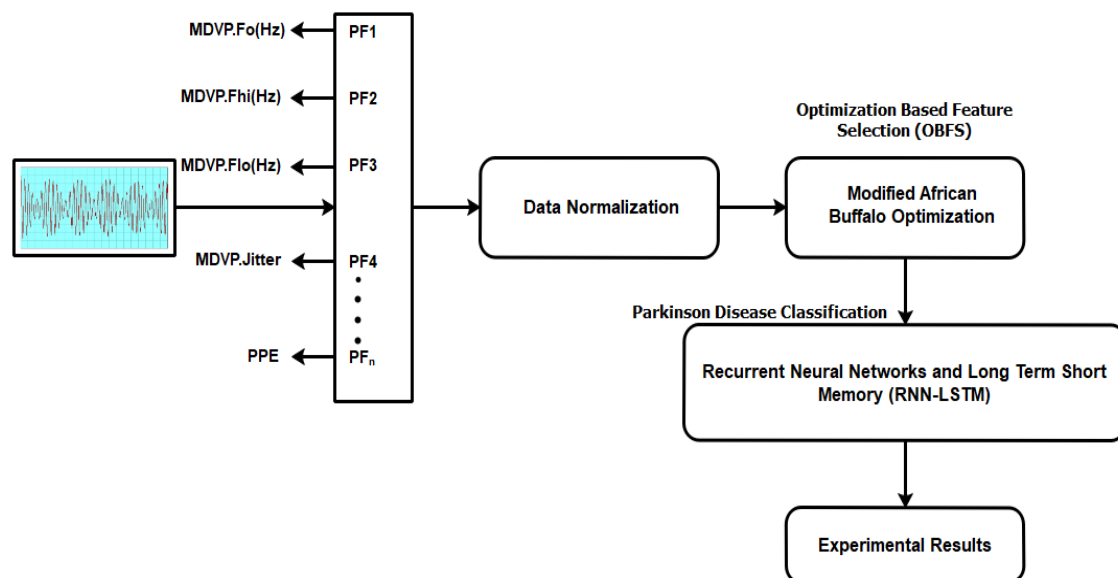 MDVP.Fo(Hz)
PF1
MDVP.Fhi(Hz)
PF2
MDVP.Flo(Hz)
PF3
MDVP.Jitter
PF4
PPE
PFn
Data Normalization
Optimization Based Feature
Selection (OBFS)
Modified African
Buffalo Optimization
Parkinson Disease Classification
Recurrent Neural Networks and Long Term Short
Memory (RNN-LSTM)
Experimental Results